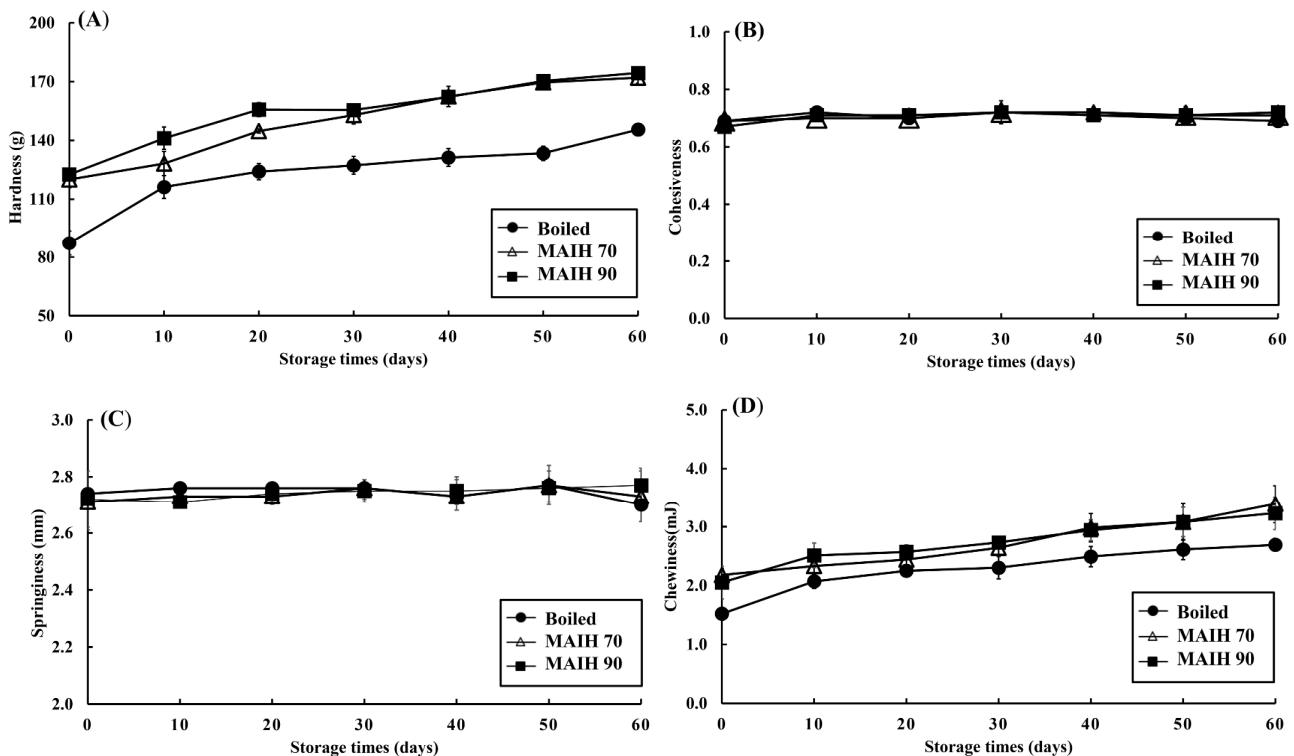 (A)
200
170
140
110
80
50
Hardness (g)
0 10 20 30 40 50 60
Storage times (days)
Boiled
MAIH 70
MAIH 90
(B)
1.0
0.8
0.6
0.4
0.2
0.0
Cohesiveness
0 10 20 30 40 50 60
Storage times (days)
Boiled
MAIH 70
MAIH 90
(C)
3.0
2.8
2.6
2.4
2.2
2.0
Springiness (mm)
0 10 20 30 40 50 60
Storage times (days)
Boiled
MAIH 70
MAIH 90
(D)
5.0
4.0
3.0
2.0
1.0
0.0
Chewiness(mJ)
0 10 20 30 40 50 60
Storage times (days)
Boiled
MAIH 70
MAIH 90